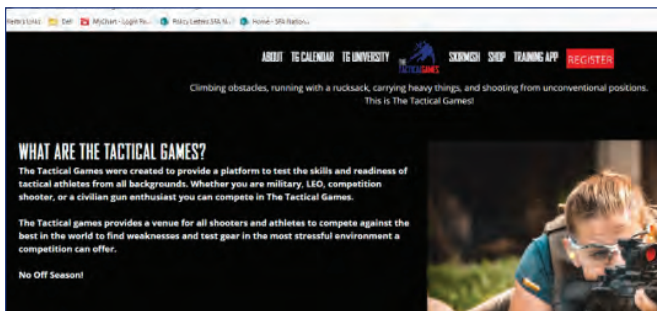 Dell MyChart - Login Pa... Policy Letters SFA N... Home - SFA Nation...
ABOUT TG CALENDAR TG UNIVERSITY THE TACTICAL GAMES SKIRMISH SHOP TRAINING APP REGISTER
Climbing obstacles, running with a rucksack, carrying heavy things, and shooting from unconventional positions.
This is The Tactical Games!
WHAT ARE THE TACTICAL GAMES?
The Tactical Games were created to provide a platform to test the skills and readiness of
tactical athletes from all backgrounds. Whether you are military, LEO, competition
shooter, or a civilian gun enthusiast you can compete in The Tactical Games.
The Tactical games provides a venue for all shooters and athletes to compete against the
best in the world to find weaknesses and test gear in the most stressful environment a
competition can offer.
No Off Season!